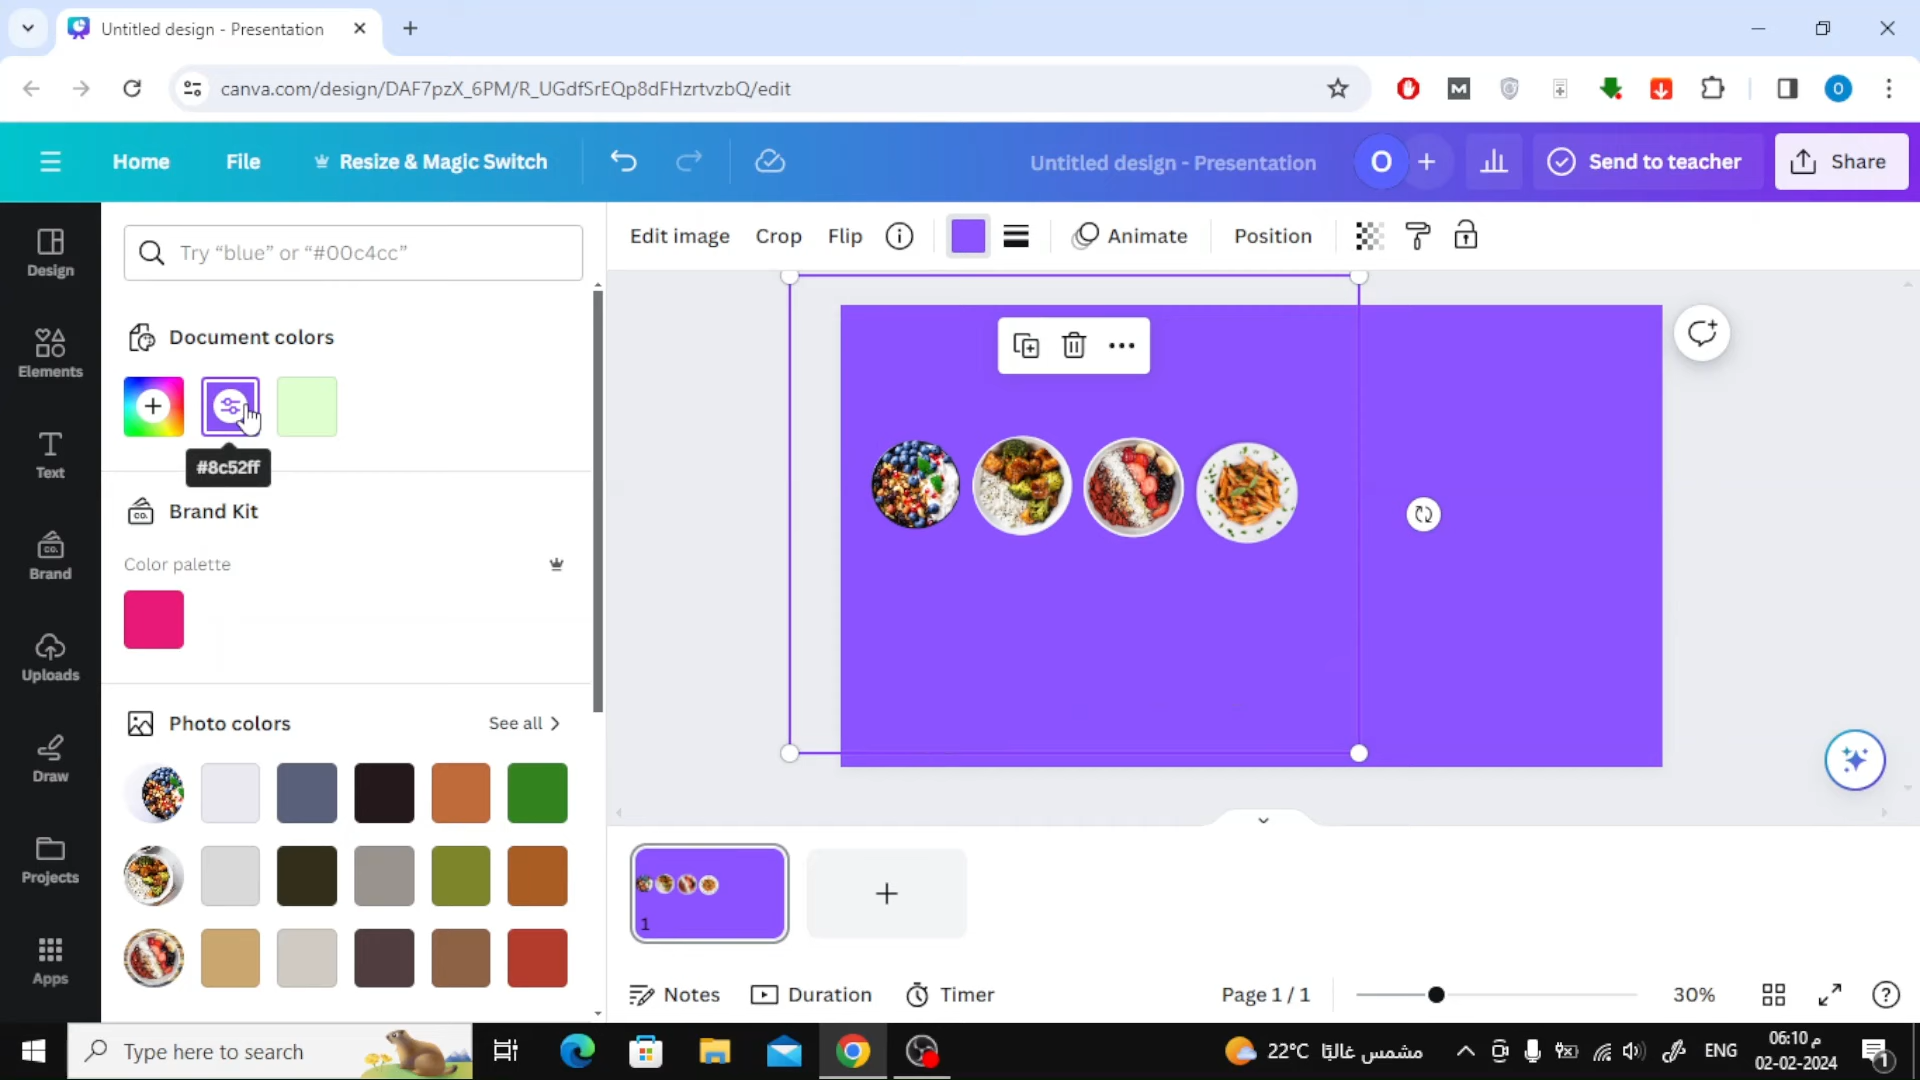 Untitled design - Presentation
canva.com/design/DAF7pzX_6PM/R_UGdfSrEQp8dFHzrtvzbQ/edit
Home
File
Resize & Magic Switch
Untitled design - Presentation
O
Send to teacher
Share
Design
Elements
Text
Brand
Uploads
Draw
Projects
Apps
Try “blue” or “#00c4cc”
Document colors
#8c52ff
Brand Kit
Color palette
Photo colors
See all
Edit image
Crop
Flip
Animate
Position
1
Notes
Duration
Timer
Page 1 / 1
30%
Type here to search
22°C مشمس غالبًا
ENG
06:10 م
02-02-2024
1